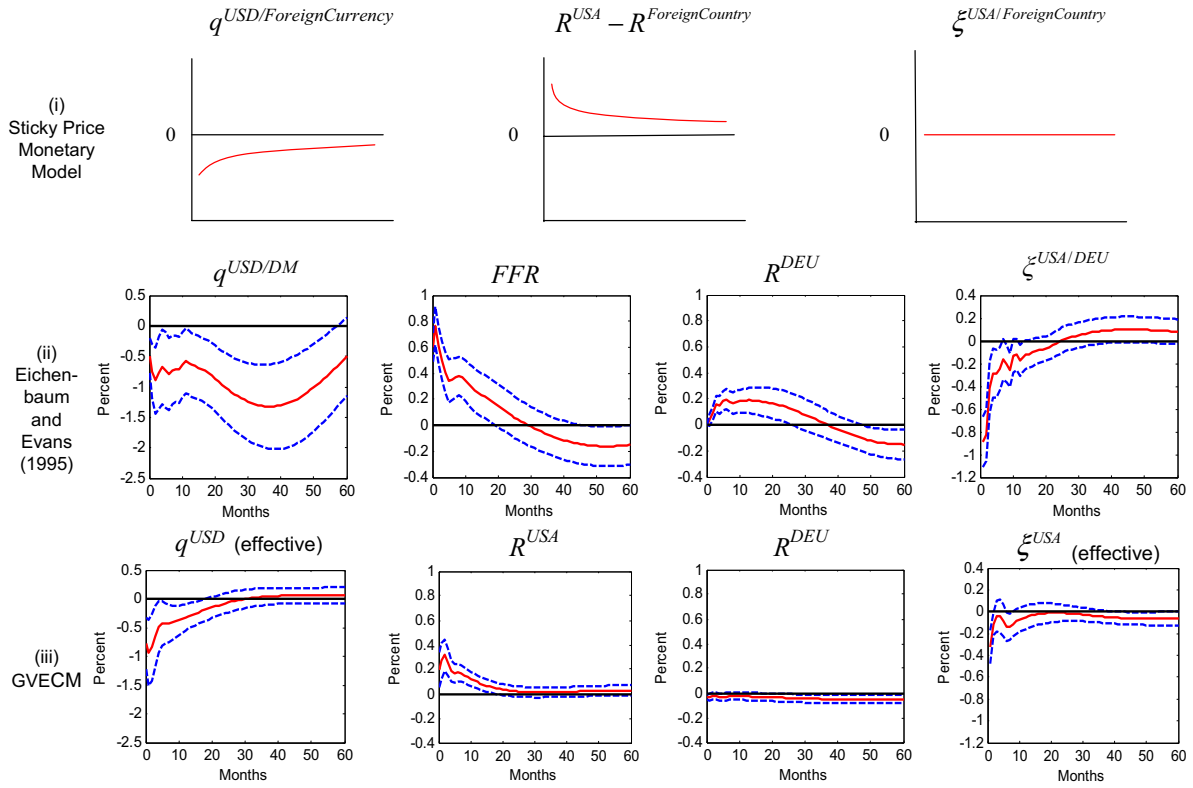 q^{USD/ForeignCurrency}
R^{USA} − R^{ForeignCountry}
ξ^{USA/ForeignCountry}
(i)
Sticky Price
Monetary
Model
0
0
0
(ii)
Eichen-
baum
and
Evans
(1995)
q^{USD/DM}
Percent
0.5
0
-0.5
-1
-1.5
-2
-2.5
0 10 20 30 40 50 60
Months
FFR
1
0.8
0.6
0.4
0.2
0
-0.2
-0.4
0 10 20 30 40 50 60
Months
R^{DEU}
1
0.8
0.6
0.4
0.2
0
-0.2
-0.4
0 10 20 30 40 50 60
Months
ξ^{USA/DEU}
Percent
0.4
0.2
0
-0.2
-0.4
-0.6
-0.8
-1
-1.2
0 10 20 30 40 50 60
Months
(iii)
GVECM
q^{USD} (effective)
Percent
0.5
0
-0.5
-1
-1.5
-2
-2.5
0 10 20 30 40 50 60
Months
R^{USA}
Percent
1
0.8
0.6
0.4
0.2
0
-0.2
-0.4
0 10 20 30 40 50 60
Months
R^{DEU}
Percent
1
0.8
0.6
0.4
0.2
0
-0.2
-0.4
0 10 20 30 40 50 60
Months
ξ^{USA} (effective)
Percent
0.4
0.2
0
-0.2
-0.4
-0.6
-0.8
-1
-1.2
0 10 20 30 40 50 60
Months